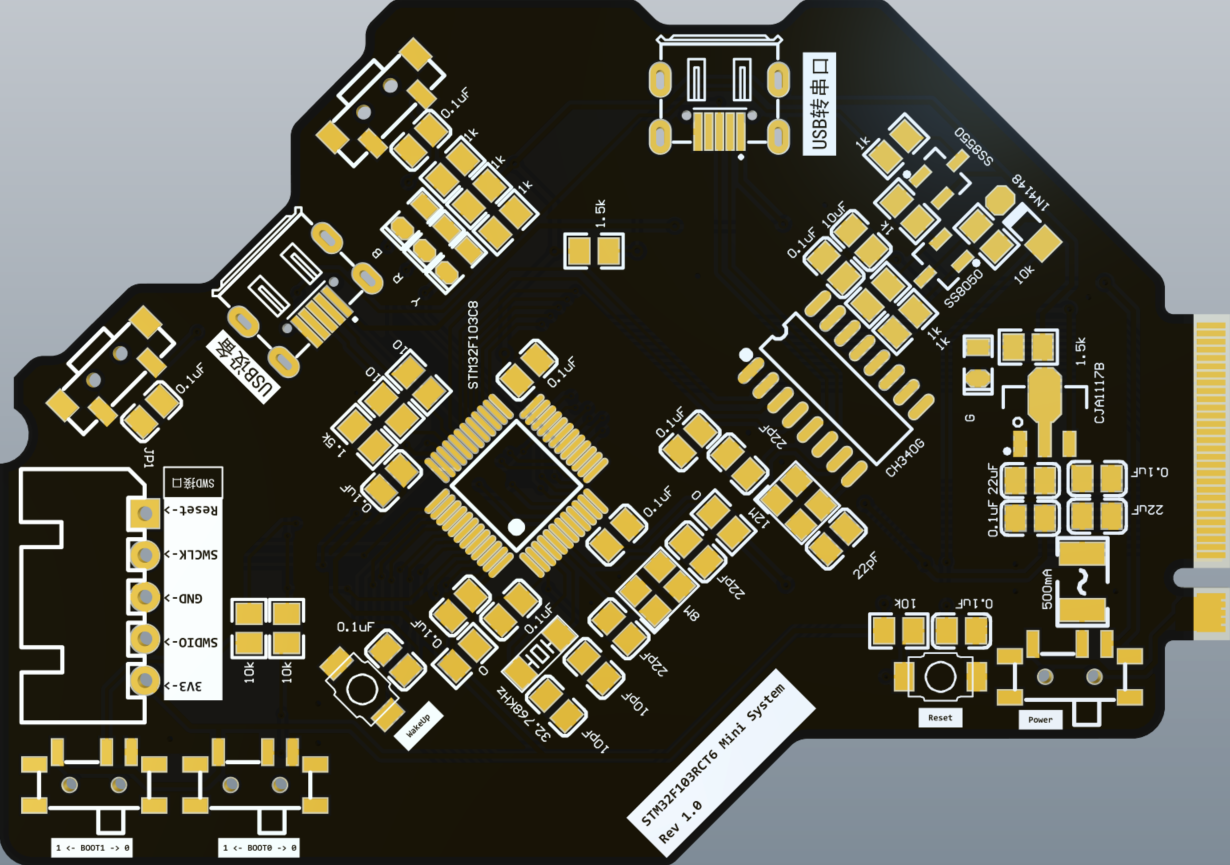 0.1uF
1k
1k
1k
B
R
Y
1.5k
USB转串口
1k
SS8550
1N4148
0.1uF
10uF
1k
SS8050
10k
1k
1k
USB设备
0.1uF
JP1
STM32F103C8
0.1uF
010
010
1.5k
0.1uF
0.1uF
22pF
CH340G
G
1.5k
CJA1117B
22uF
0.1uF
0.1uF
22uF
500mA
SWD接口
Reset->
SWCLK->
GND->
SWDIO->
3V3->
10k
10k
0.1uF
0
12M
22pF
22pF
8M
22pF
0.1uF
0.1uF
0.1uF
0
32.768KHz
10pF
10pF
WakeUp
10k
0.1uF
Reset
Power
STM32F103RCT6 Mini System
Rev 1.0
1 <- BOOT1 -> 0
1 <- BOOT0 -> 0